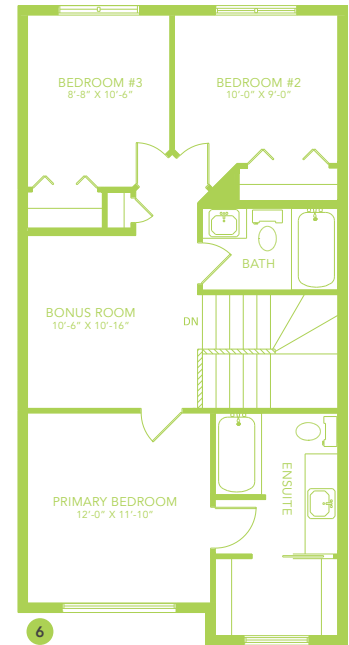 BEDROOM #3
8'-8" X 10'-6"
BEDROOM #2
10'-0" X 9'-0"
BATH
BONUS ROOM
10'-6" X 10'-16"
DN
ENSUITE
PRIMARY BEDROOM
12'-0" X 11'-10"
6